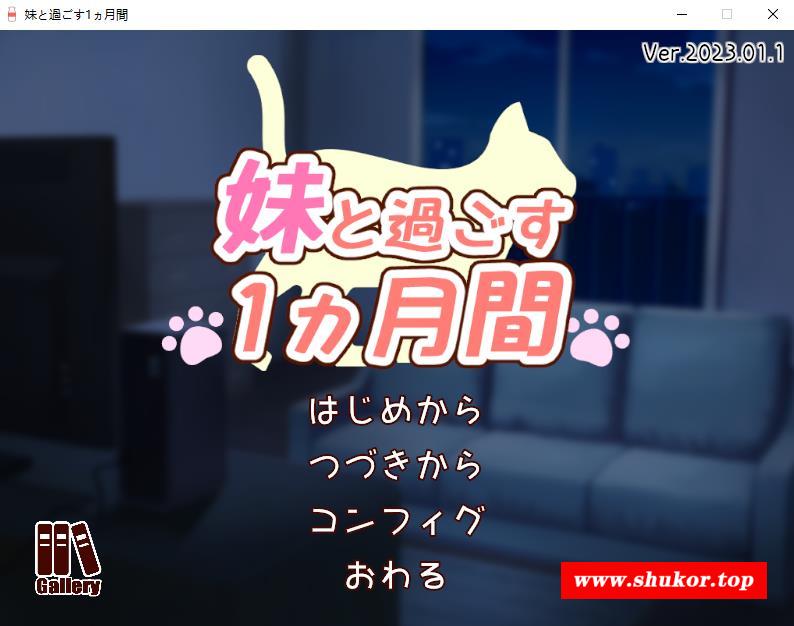 妹と過ごす1ヵ月間
Ver.2023.01.1
妹と過ごす
1ヵ月間
はじめから
つづきから
コンフィグ
おわる
Gallery
www.shukor.top